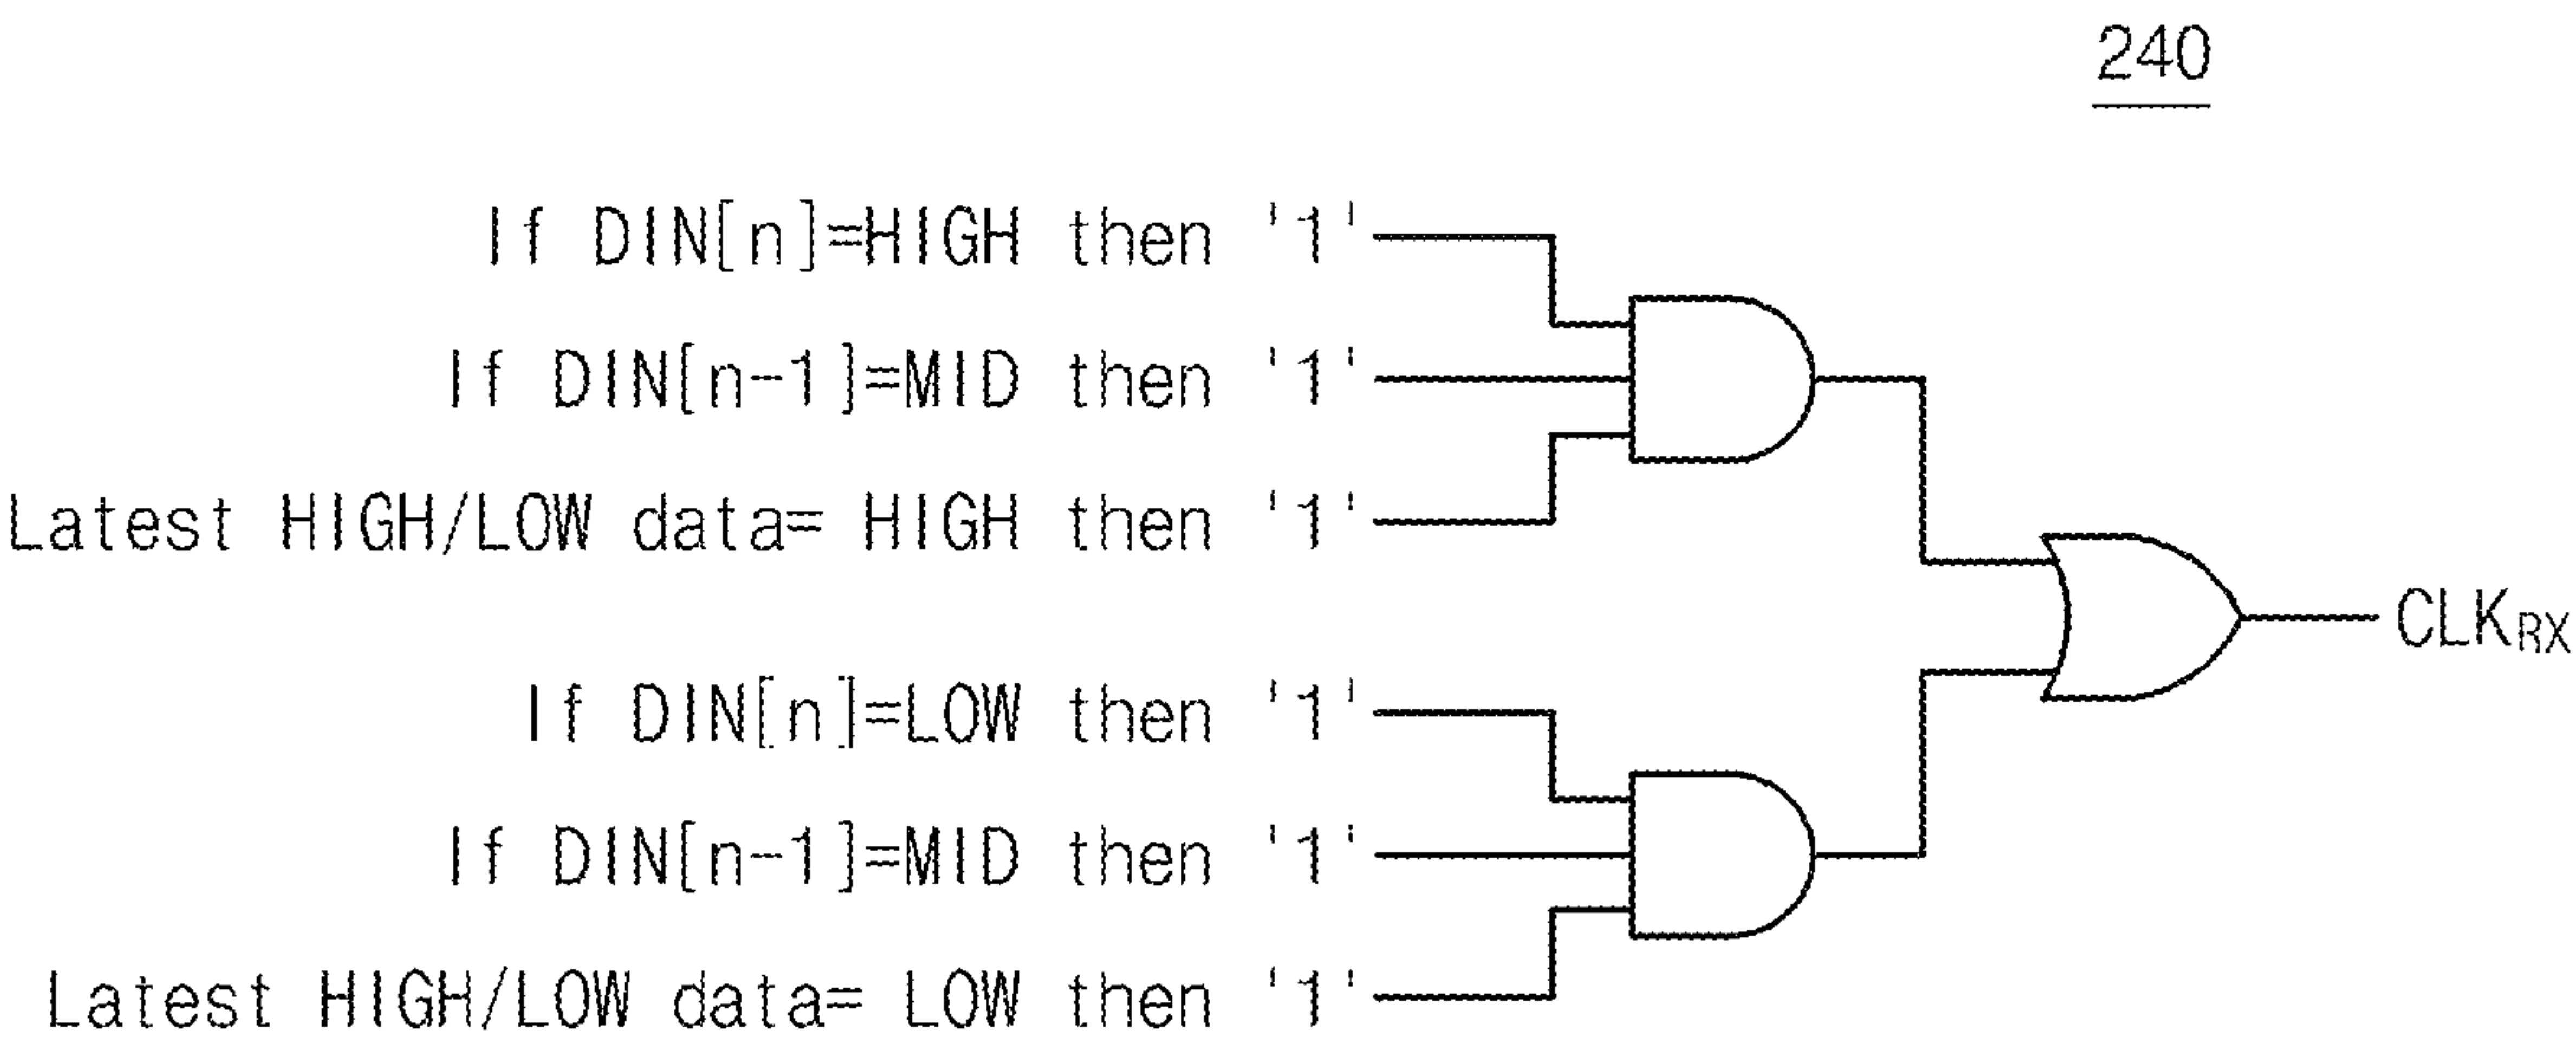 240
If DIN[n]=HIGH then '1'
If DIN[n-1]=MID then '1'
Latest HIGH/LOW data= HIGH then '1'
CLKRX
If DIN[n]=LOW then '1'
If DIN[n-1]=MID then '1'
Latest HIGH/LOW data= LOW then '1'